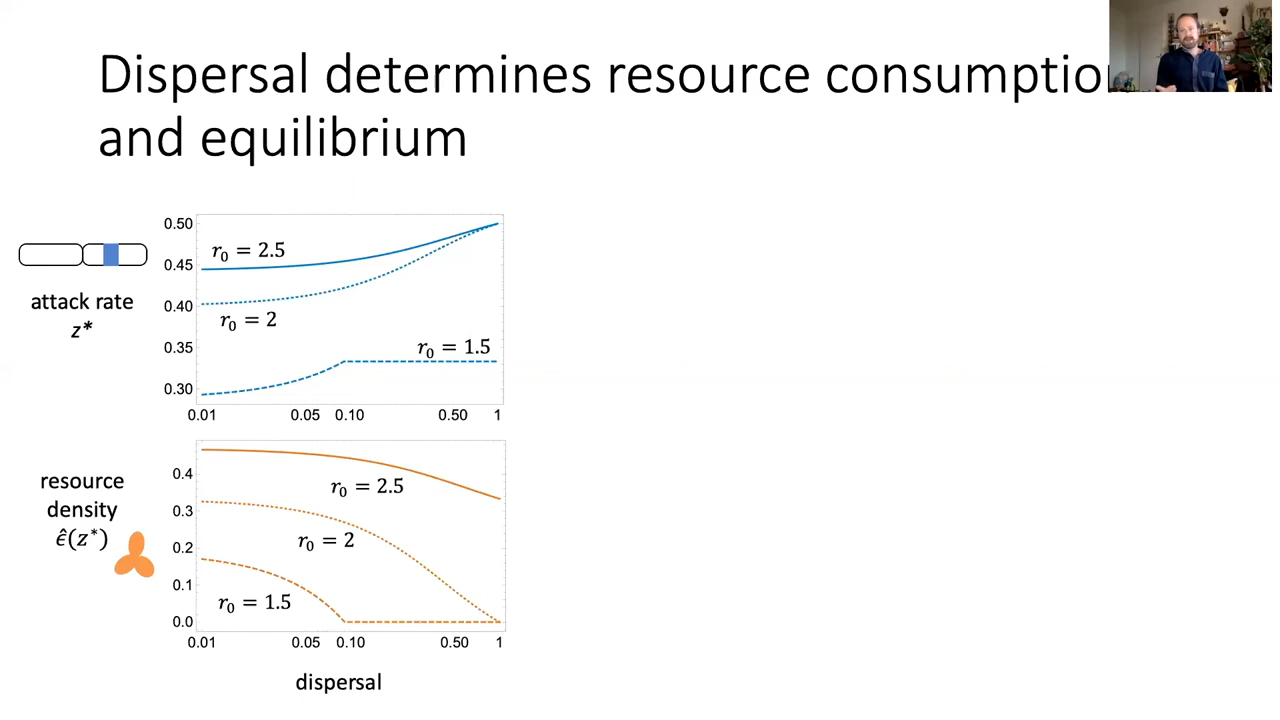 Dispersal determines resource consumptio
and equilibrium
attack rate
z*
0.50
0.45
0.40
0.35
0.30
r₀ = 2.5
r₀ = 2
r₀ = 1.5
0.01 0.05 0.10 0.50 1
resource
density
ϵ̂(z*)
0.4
0.3
0.2
0.1
0.0
r₀ = 2.5
r₀ = 2
r₀ = 1.5
0.01 0.05 0.10 0.50 1
dispersal